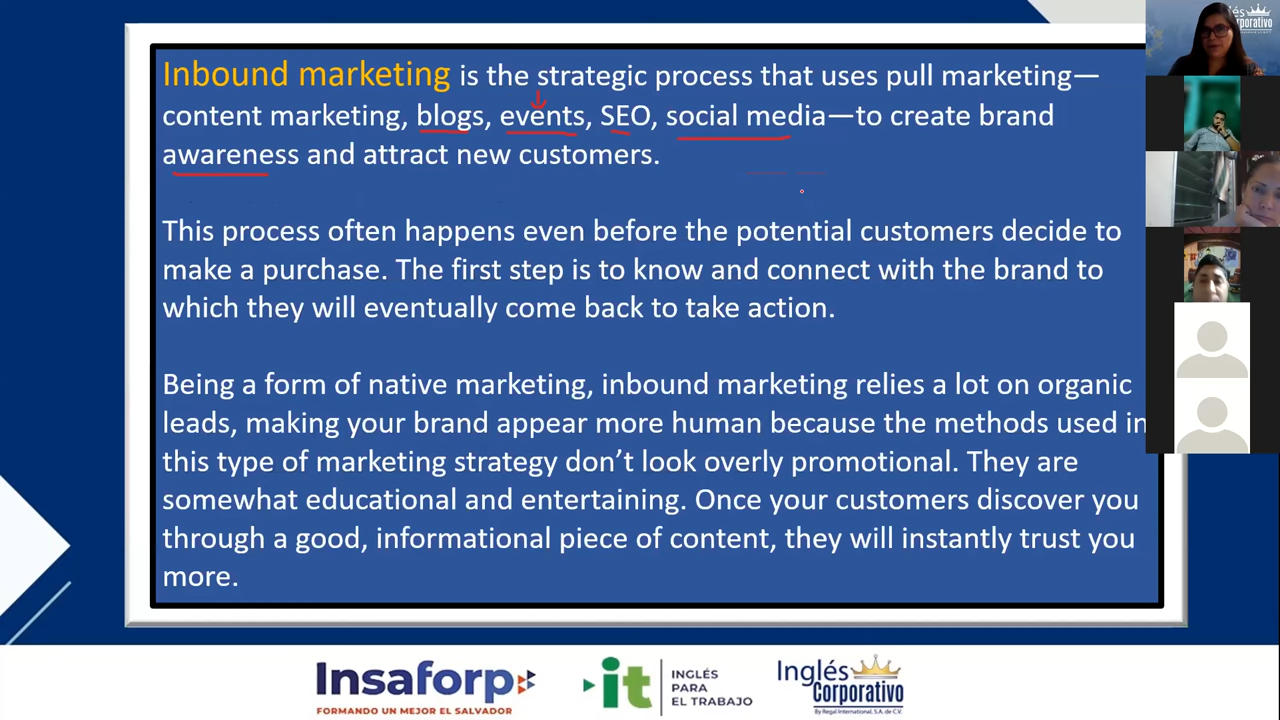 Inbound marketing is the strategic process that uses pull marketing—
content marketing, blogs, events, SEO, social media—to create brand
awareness and attract new customers.
This process often happens even before the potential customers decide to
make a purchase. The first step is to know and connect with the brand to
which they will eventually come back to take action.
Being a form of native marketing, inbound marketing relies a lot on organic
leads, making your brand appear more human because the methods used in
this type of marketing strategy don’t look overly promotional. They are
somewhat educational and entertaining. Once your customers discover you
through a good, informational piece of content, they will instantly trust you
more.
Insaforp
FORMANDO UN MEJOR EL SALVADOR
it
INGLÉS
PARA
EL TRABAJO
Inglés
Corporativo
By Regal International, S.A. de C.V.